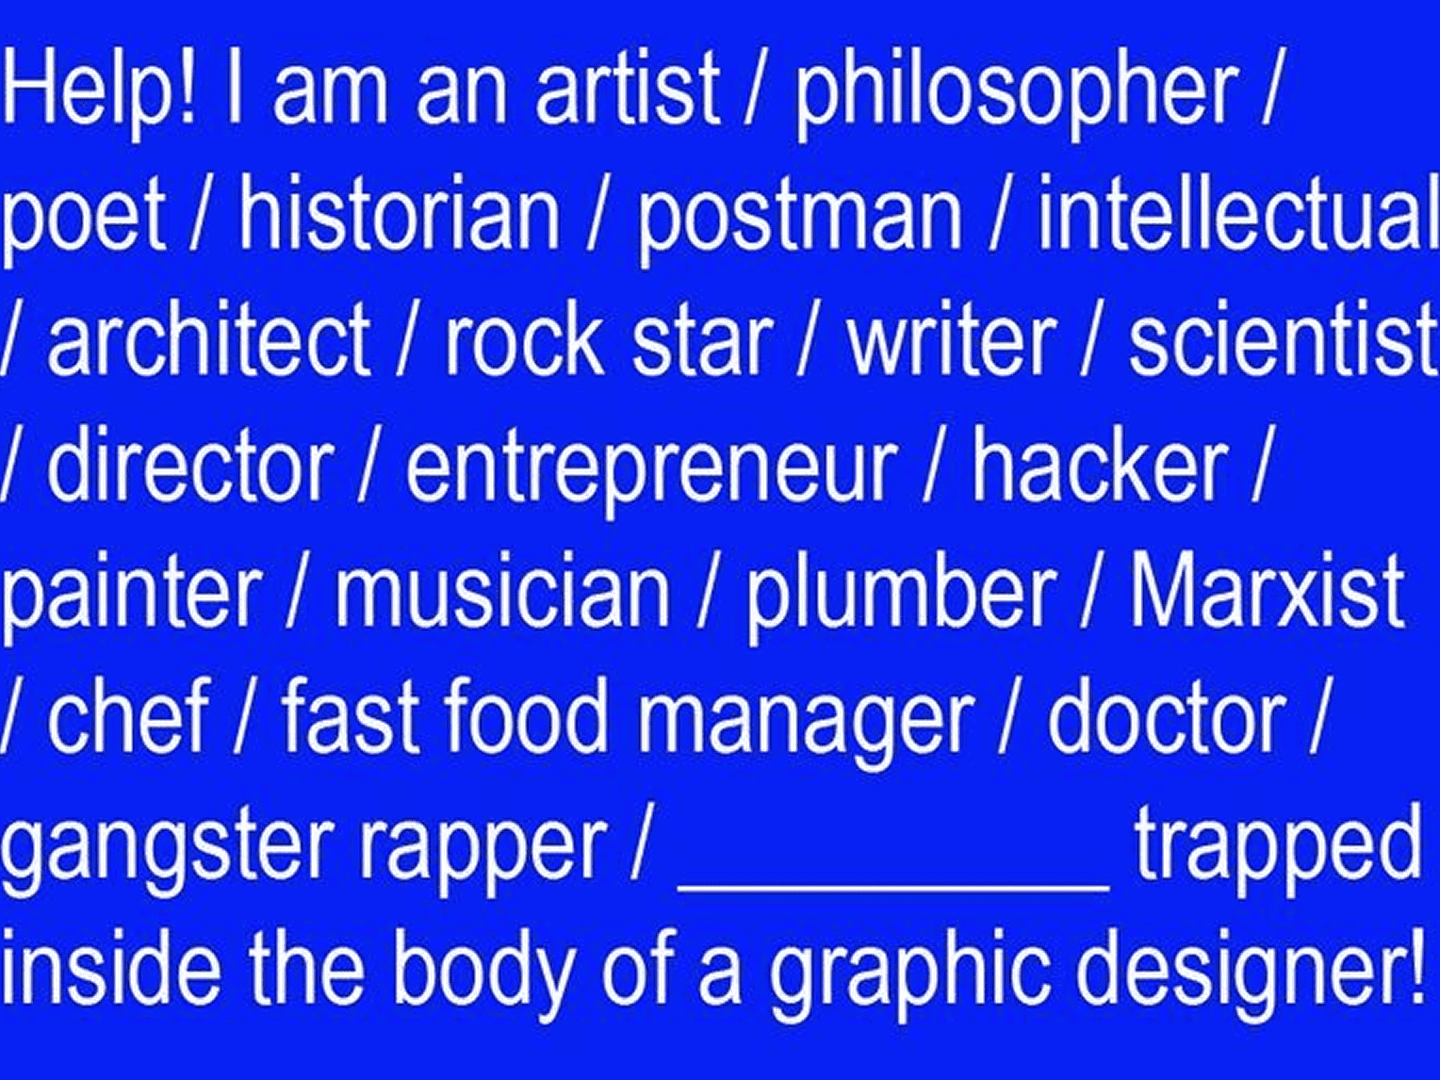 Help! I am an artist / philosopher /
poet / historian / postman / intellectual
/ architect / rock star / writer / scientist
/ director / entrepreneur / hacker /
painter / musician / plumber / Marxist
/ chef / fast food manager / doctor /
gangster rapper / ___________ trapped
inside the body of a graphic designer!